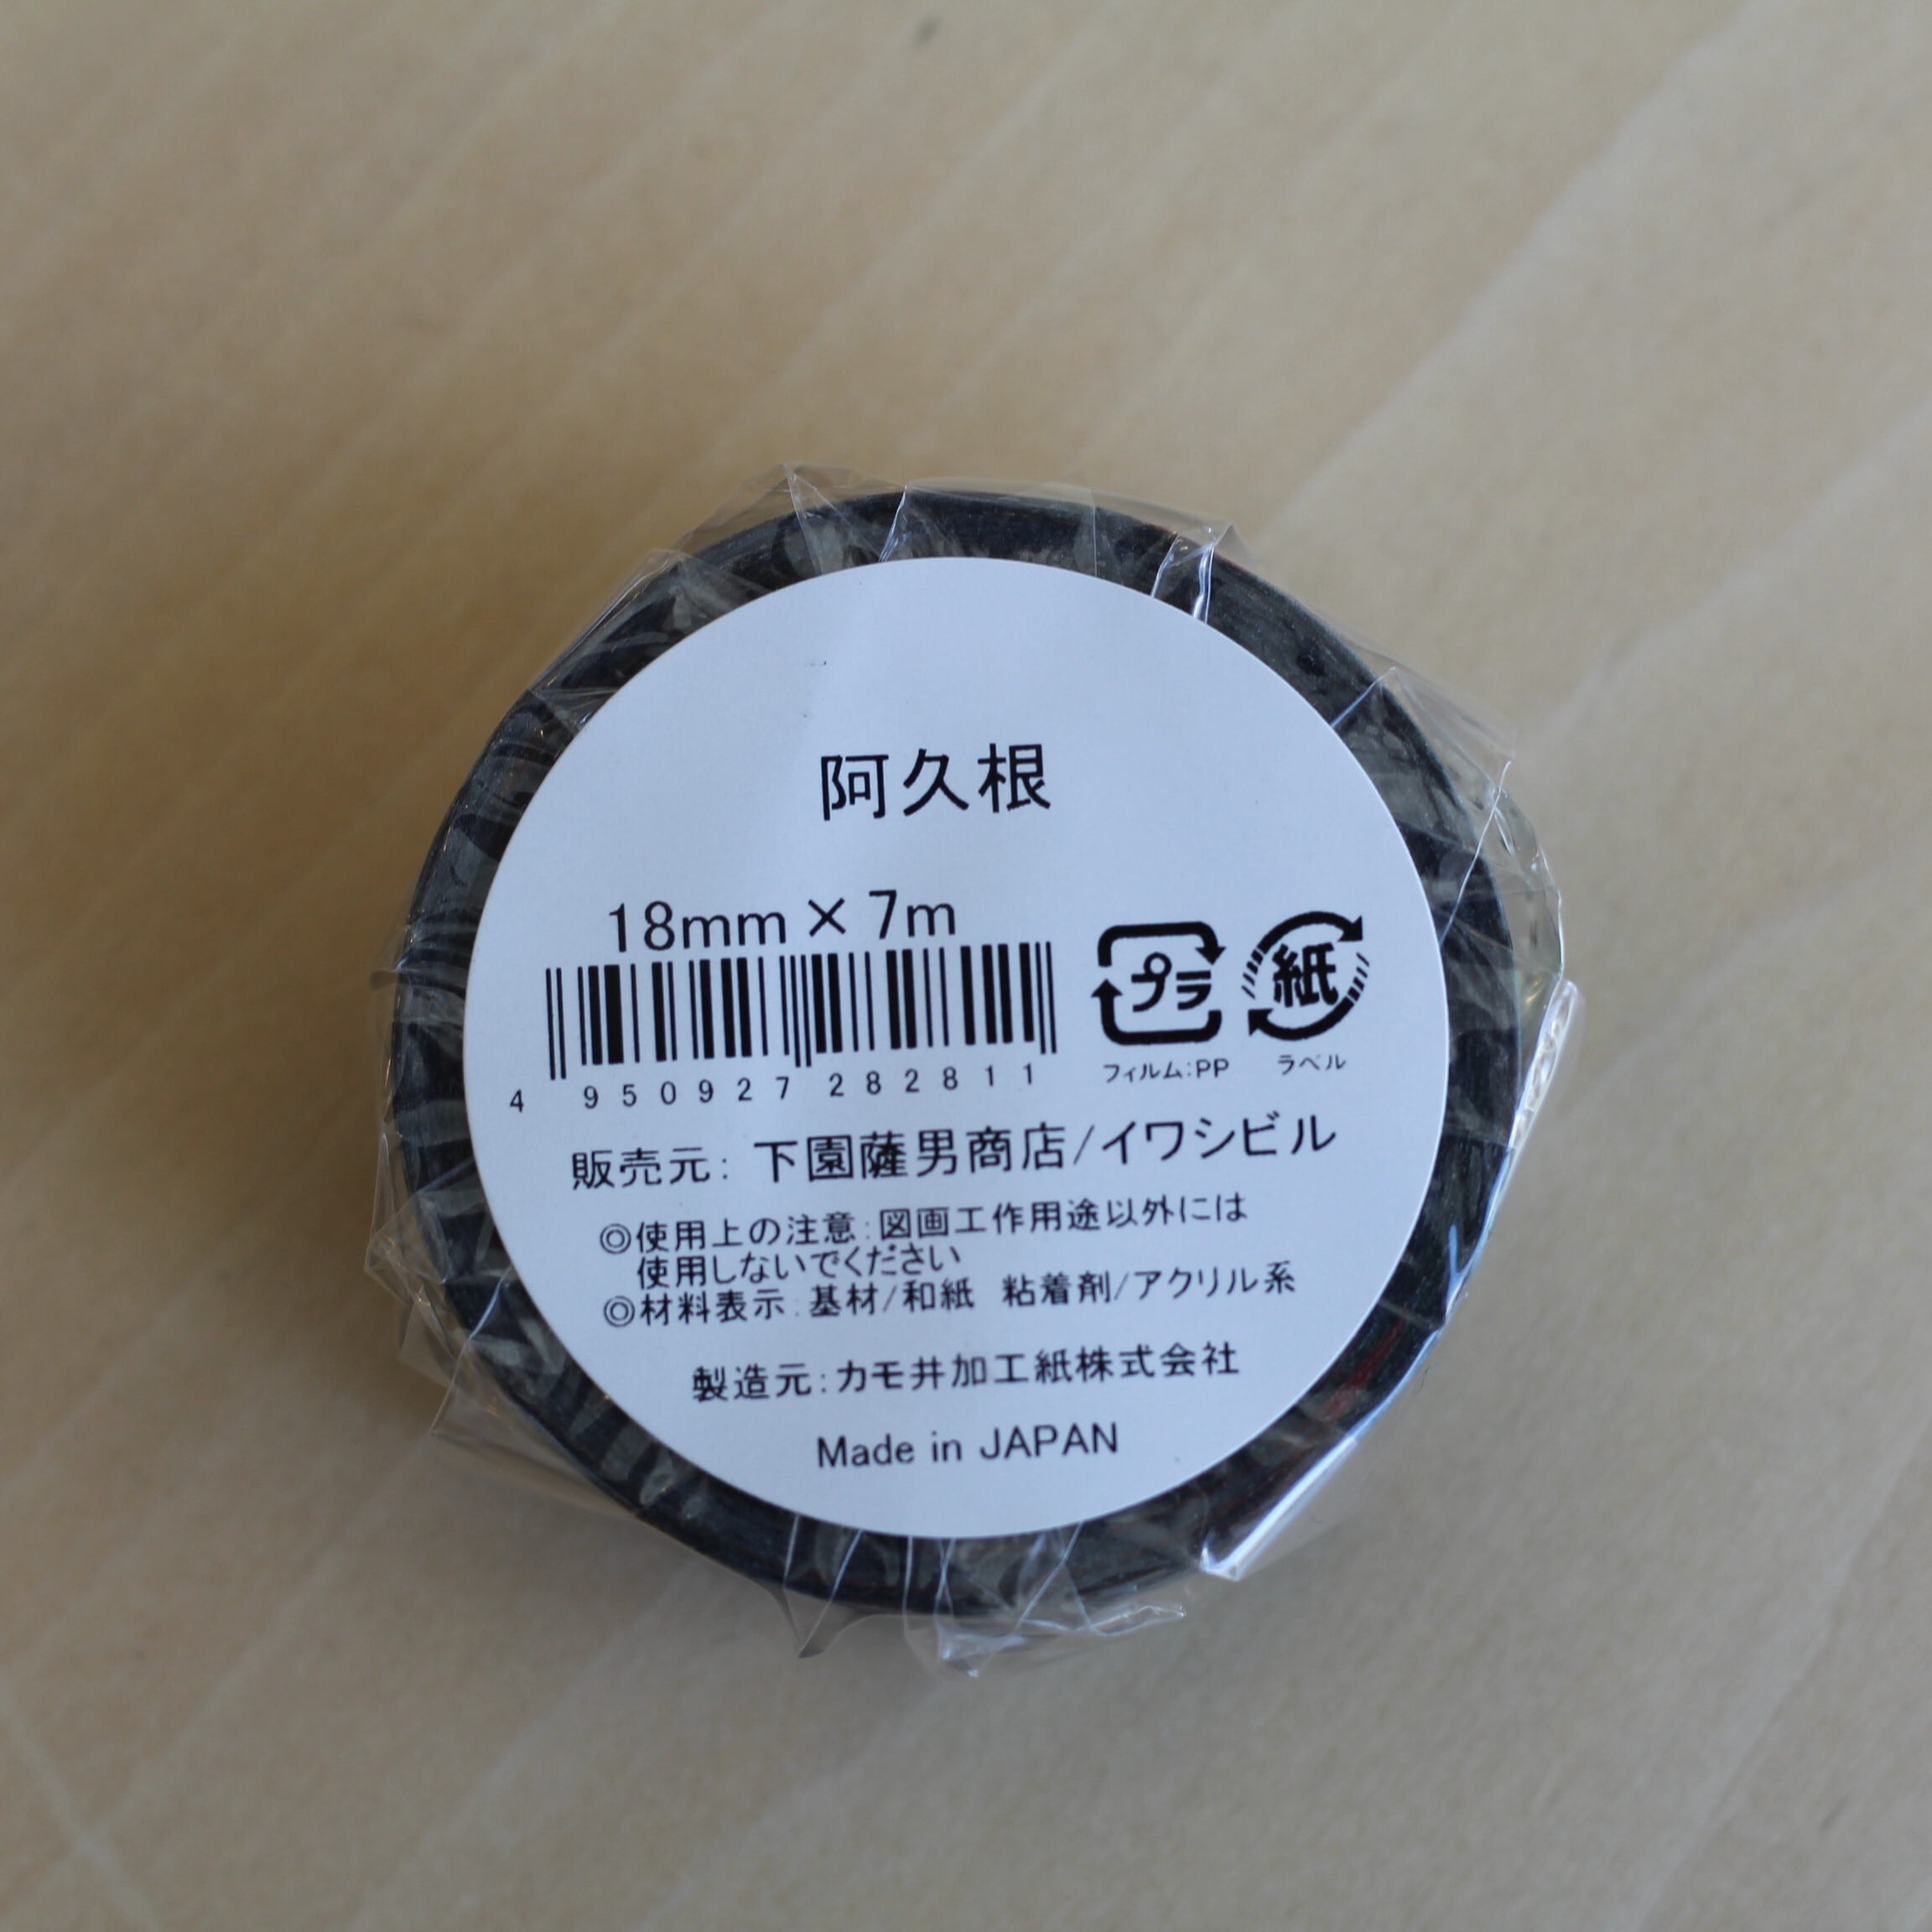 阿久根
18mm×7m
プラ
紙
フィルム:PP
ラベル
4 950927 282811
販売元: 下園薩男商店/イワシビル
◎使用上の注意:図画工作用途以外には
使用しないでください
◎材料表示:基材/和紙 粘着剤/アクリル系
製造元:カモ井加工紙株式会社
Made in JAPAN